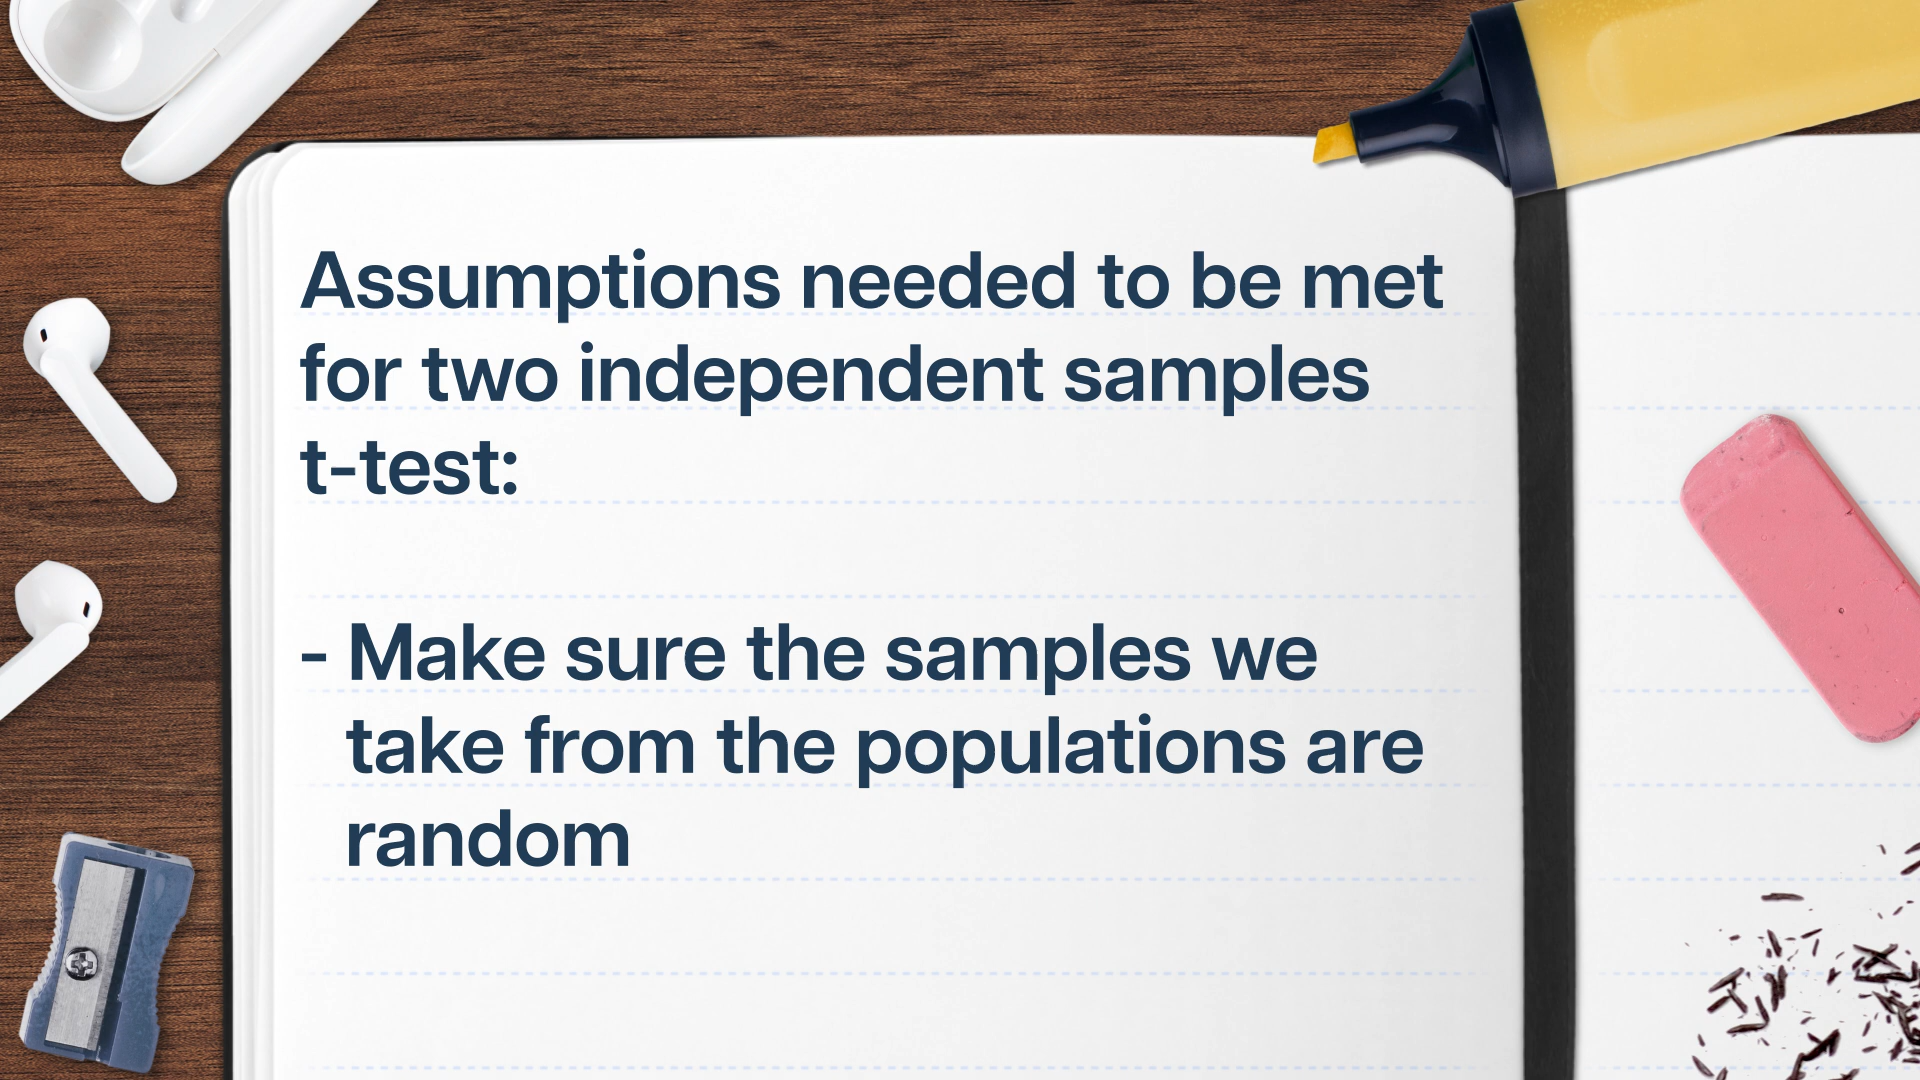 Assumptions needed to be met
for two independent samples
t-test:
- Make sure the samples we
take from the populations are
random